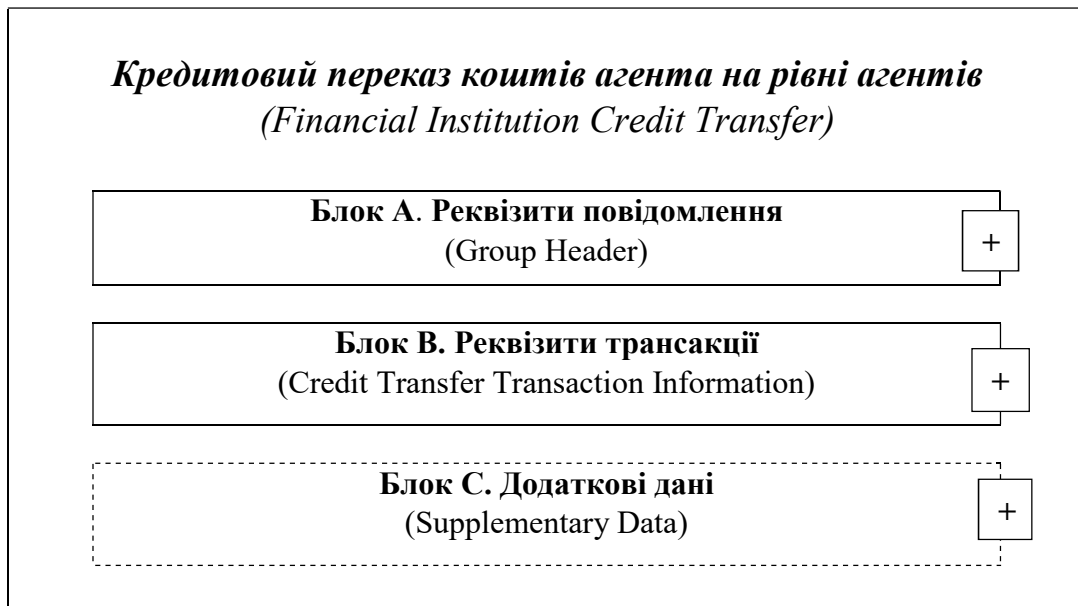 Кредитовий переказ коштів агента на рівні агентів
(Financial Institution Credit Transfer)
Блок А. Реквізити повідомлення
(Group Header)
+
Блок В. Реквізити трансакції
(Credit Transfer Transaction Information)
+
Блок С. Додаткові дані
(Supplementary Data)
+